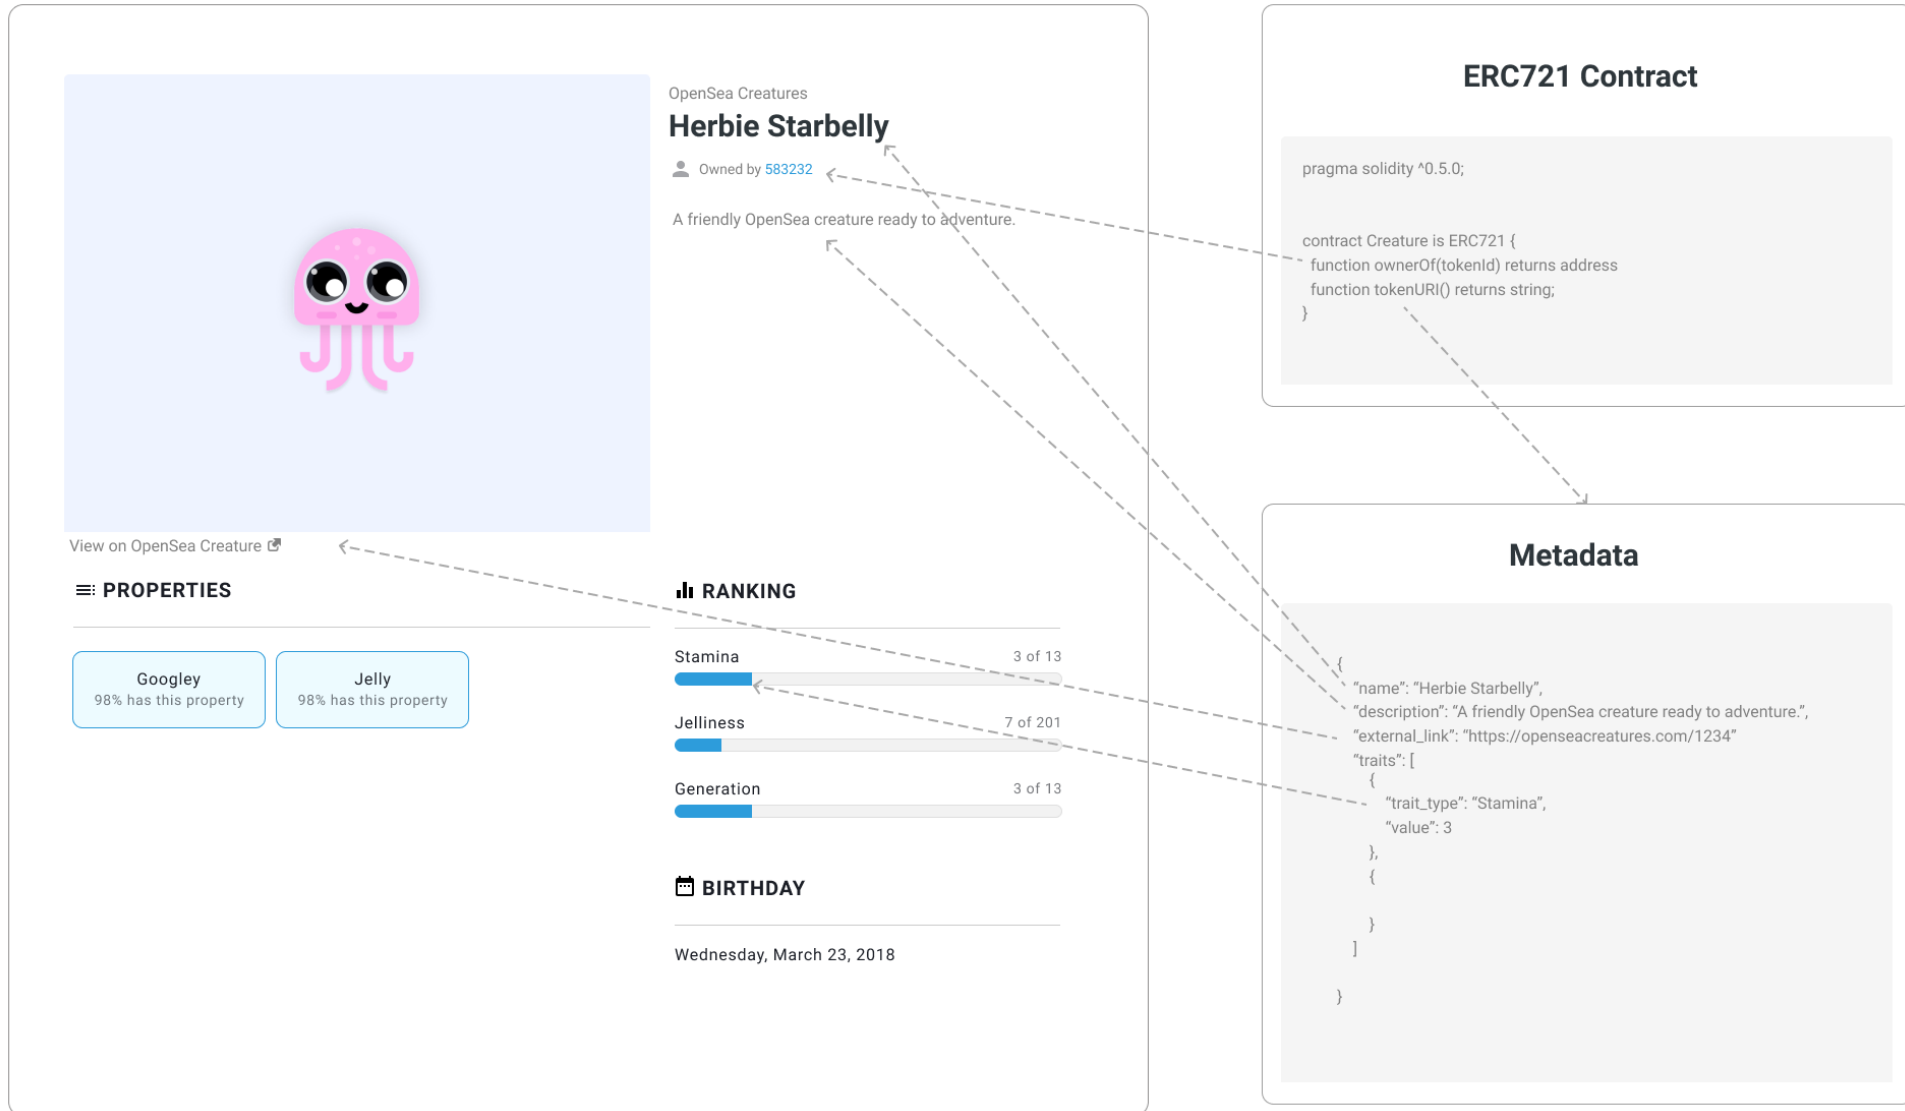 OpenSea Creatures
Herbie Starbelly
Owned by 583232
A friendly OpenSea creature ready to adventure.
View on OpenSea Creature
PROPERTIES
Googley
98% has this property
Jelly
98% has this property
RANKING
Stamina 3 of 13
Jelliness 7 of 201
Generation 3 of 13
BIRTHDAY
Wednesday, March 23, 2018
ERC721 Contract
pragma solidity ^0.5.0;
contract Creature is ERC721 {
function ownerOf(tokenId) returns address
function tokenURI() returns string;
}
Metadata
{
“name”: “Herbie Starbelly”,
“description”: “A friendly OpenSea creature ready to adventure.”,
“external_link”: “https://openseacreatures.com/1234”
“traits”: [
{
“trait_type”: “Stamina”,
“value”: 3
},
{
}
]
}